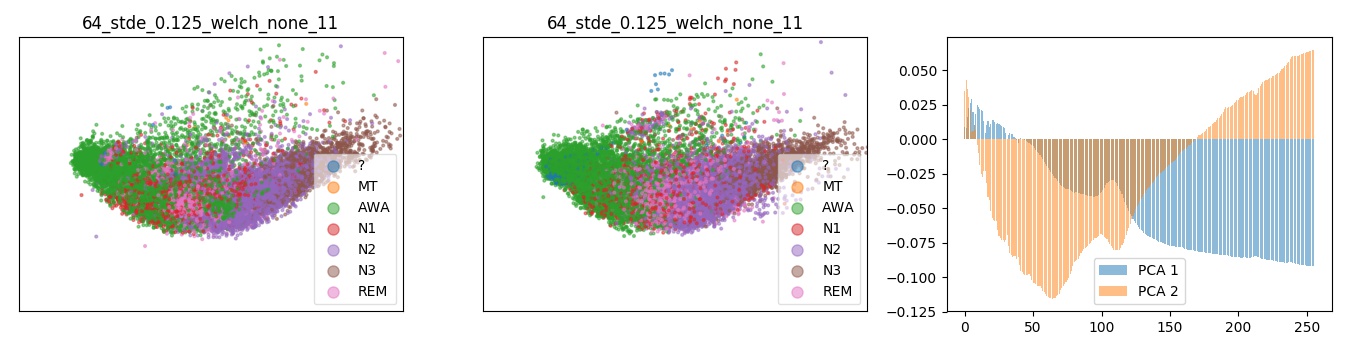 64_stde_0.125_welch_none_11
?
MT
AWA
N1
N2
N3
REM
64_stde_0.125_welch_none_11
?
MT
AWA
N1
N2
N3
REM
0.050
0.025
0.000
−0.025
−0.050
−0.075
−0.100
−0.125
PCA 1
PCA 2
0 50 100 150 200 250